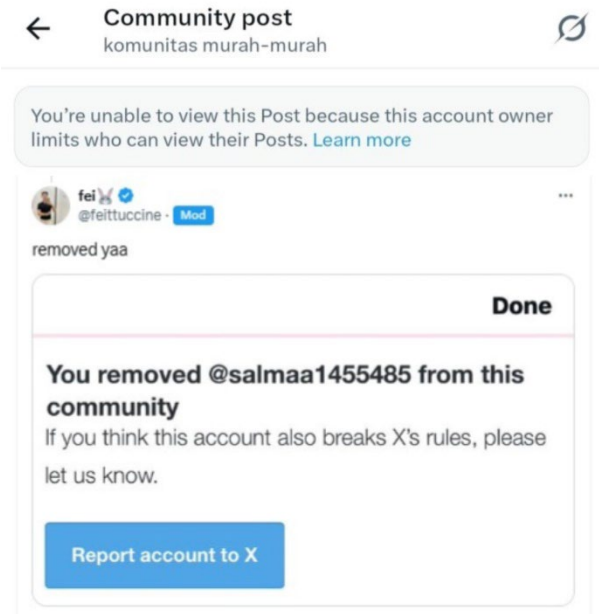 Community post
komunitas murah-murah
You're unable to view this Post because this account owner
limits who can view their Posts. Learn more
fei
@feittuccine · Mod
removed yaa
Done
You removed @salmaa1455485 from this
community
If you think this account also breaks X's rules, please
let us know.
Report account to X